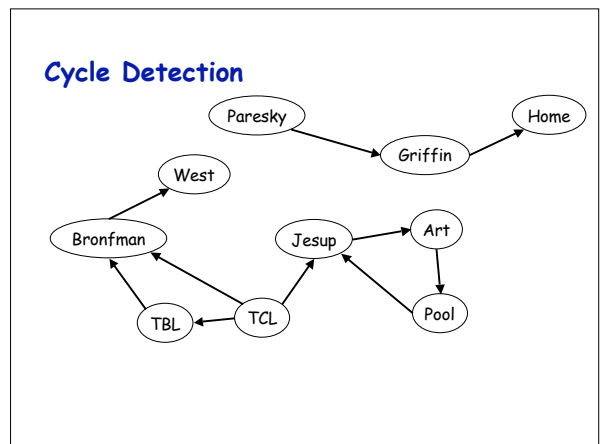 Cycle Detection
Paresky
Home
Griffin
West
Bronfman
Jesup
Art
TBL
TCL
Pool